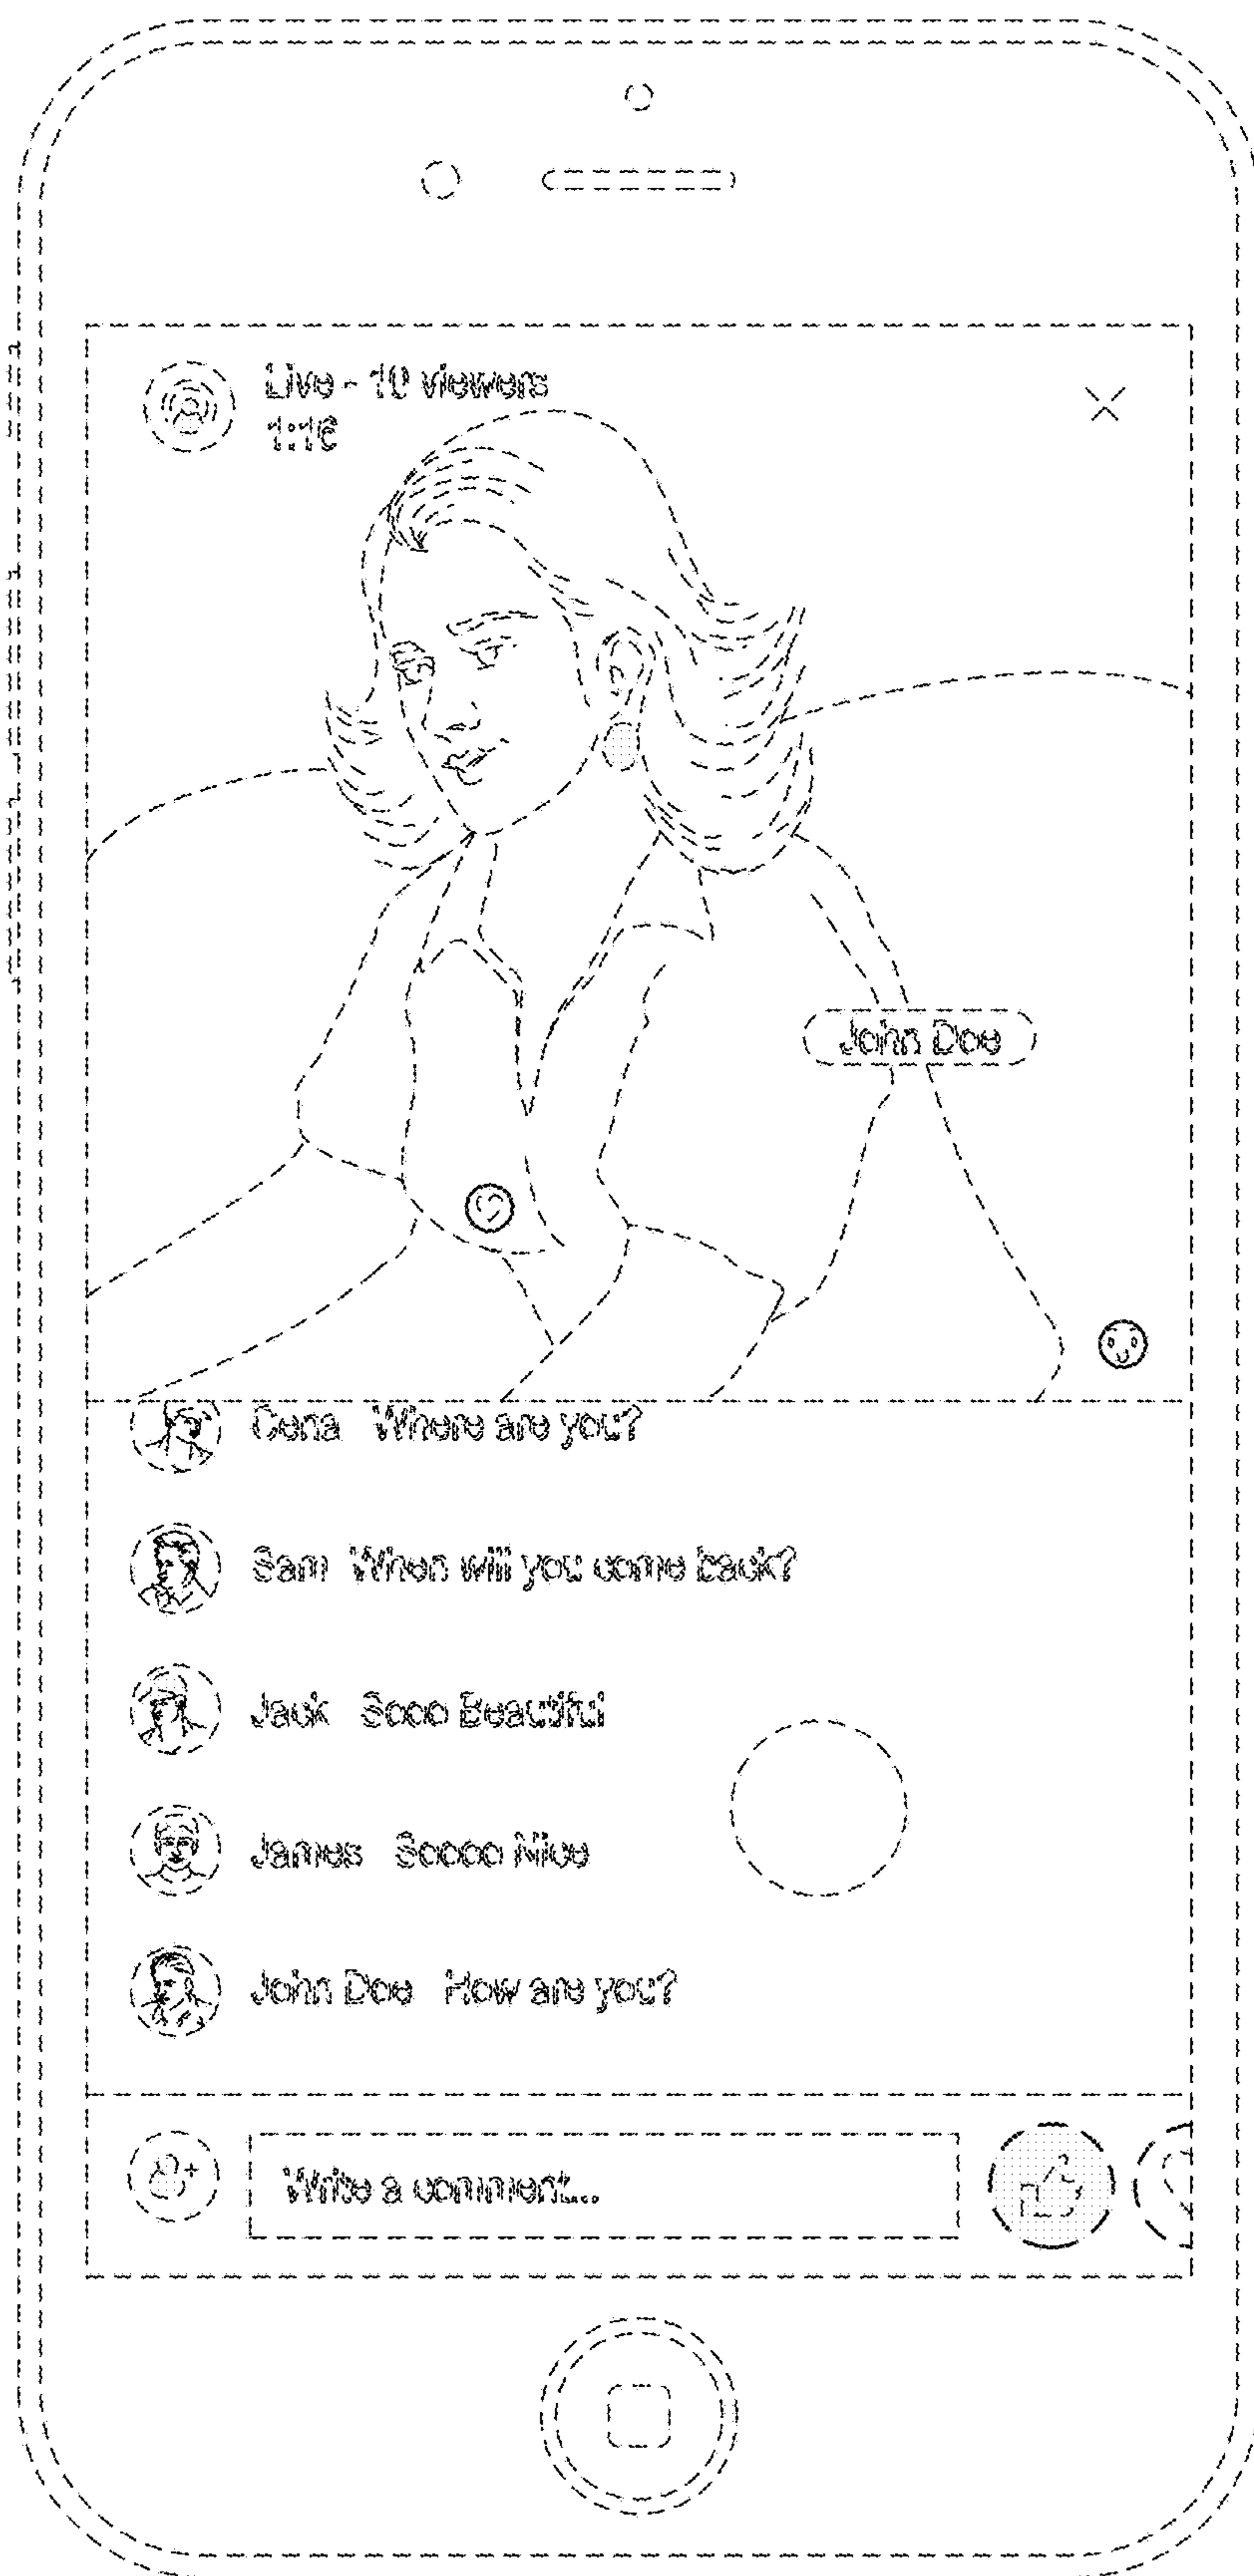 Live - 10 viewers
1:16
John Doe
Cena Where are you?
Sam When will you come back?
Jack Sooo Beautiful
James Soooo Nice
John Doe How are you?
Write a comment...